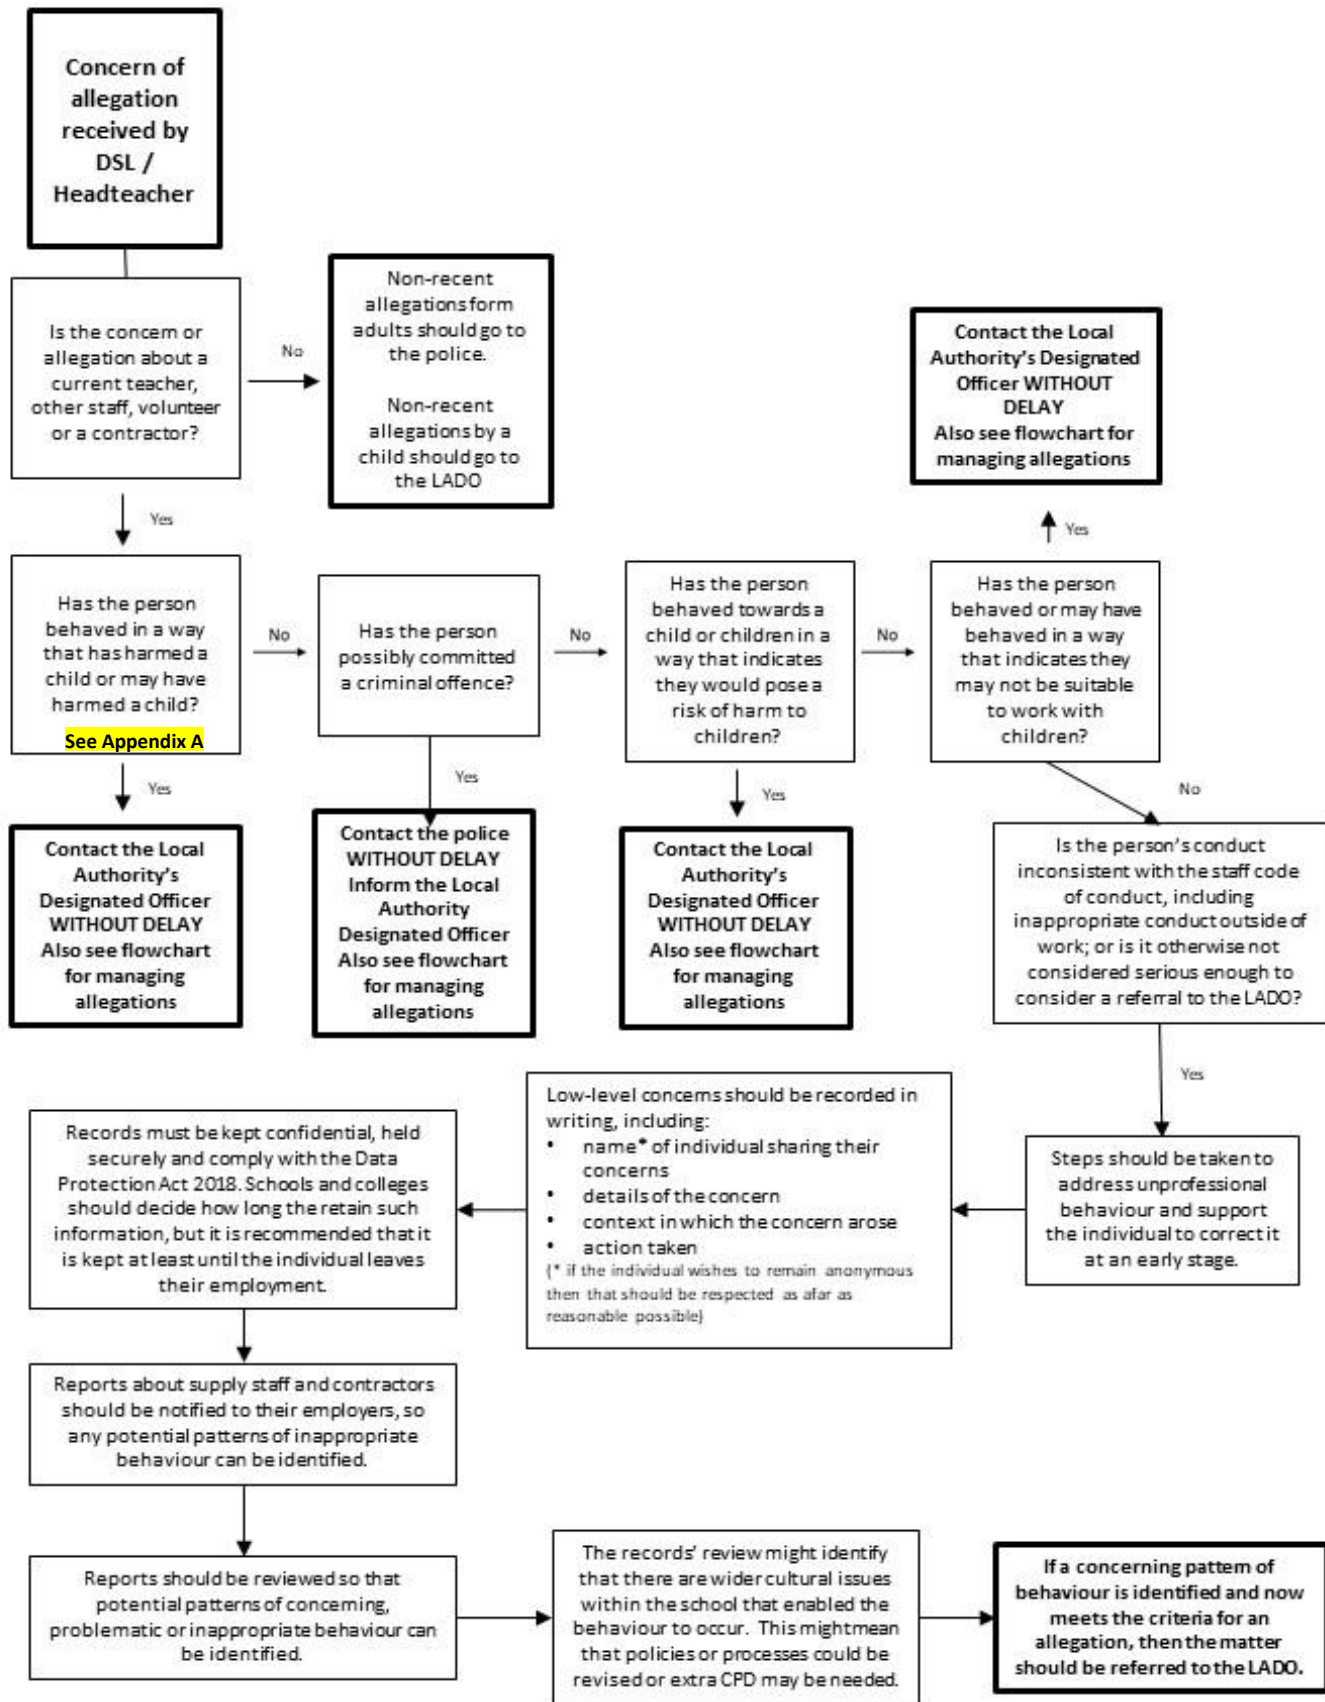 Concern of
allegation
received by
DSL /
Headteacher
Is the concern or
allegation about a
current teacher,
other staff, volunteer
or a contractor?
No
Non-recent
allegations form
adults should go to
the police.
Non-recent
allegations by a
child should go to
the LADO
Contact the Local
Authority's Designated
Officer WITHOUT
DELAY
Also see flowchart for
managing allegations
Yes
Yes
Has the person
behaved in a way
that has harmed a
child or may have
harmed a child?
See Appendix A
No
Has the person
possibly committed
a criminal offence?
No
Has the person
behaved towards a
child or children in a
way that indicates
they would pose a
risk of harm to
children?
No
Has the person
behaved or may have
behaved in a way
that indicates they
may not be suitable
to work with
children?
Yes
Yes
Yes
No
Contact the Local
Authority's
Designated Officer
WITHOUT DELAY
Also see flowchart
for managing
allegations
Contact the police
WITHOUT DELAY
Inform the Local
Authority
Designated Officer
Also see flowchart
for managing
allegations
Contact the Local
Authority's
Designated Officer
WITHOUT DELAY
Also see flowchart
for managing
allegations
Is the person's conduct
inconsistent with the staff code
of conduct, including
inappropriate conduct outside of
work; or is it otherwise not
considered serious enough to
consider a referral to the LADO?
Yes
Steps should be taken to
address unprofessional
behaviour and support
the individual to correct it
at an early stage.
Low-level concerns should be recorded in
writing, including:
• name* of individual sharing their
concerns
• details of the concern
• context in which the concern arose
• action taken
(* if the individual wishes to remain anonymous
then that should be respected as afar as
reasonable possible)
Records must be kept confidential, held
securely and comply with the Data
Protection Act 2018. Schools and colleges
should decide how long the retain such
information, but it is recommended that it
is kept at least until the individual leaves
their employment.
Reports about supply staff and contractors
should be notified to their employers, so
any potential patterns of inappropriate
behaviour can be identified.
Reports should be reviewed so that
potential patterns of concerning,
problematic or inappropriate behaviour can
be identified.
The records' review might identify
that there are wider cultural issues
within the school that enabled the
behaviour to occur. This mightmean
that policies or processes could be
revised or extra CPD may be needed.
If a concerning pattern of
behaviour is identified and now
meets the criteria for an
allegation, then the matter
should be referred to the LADO.